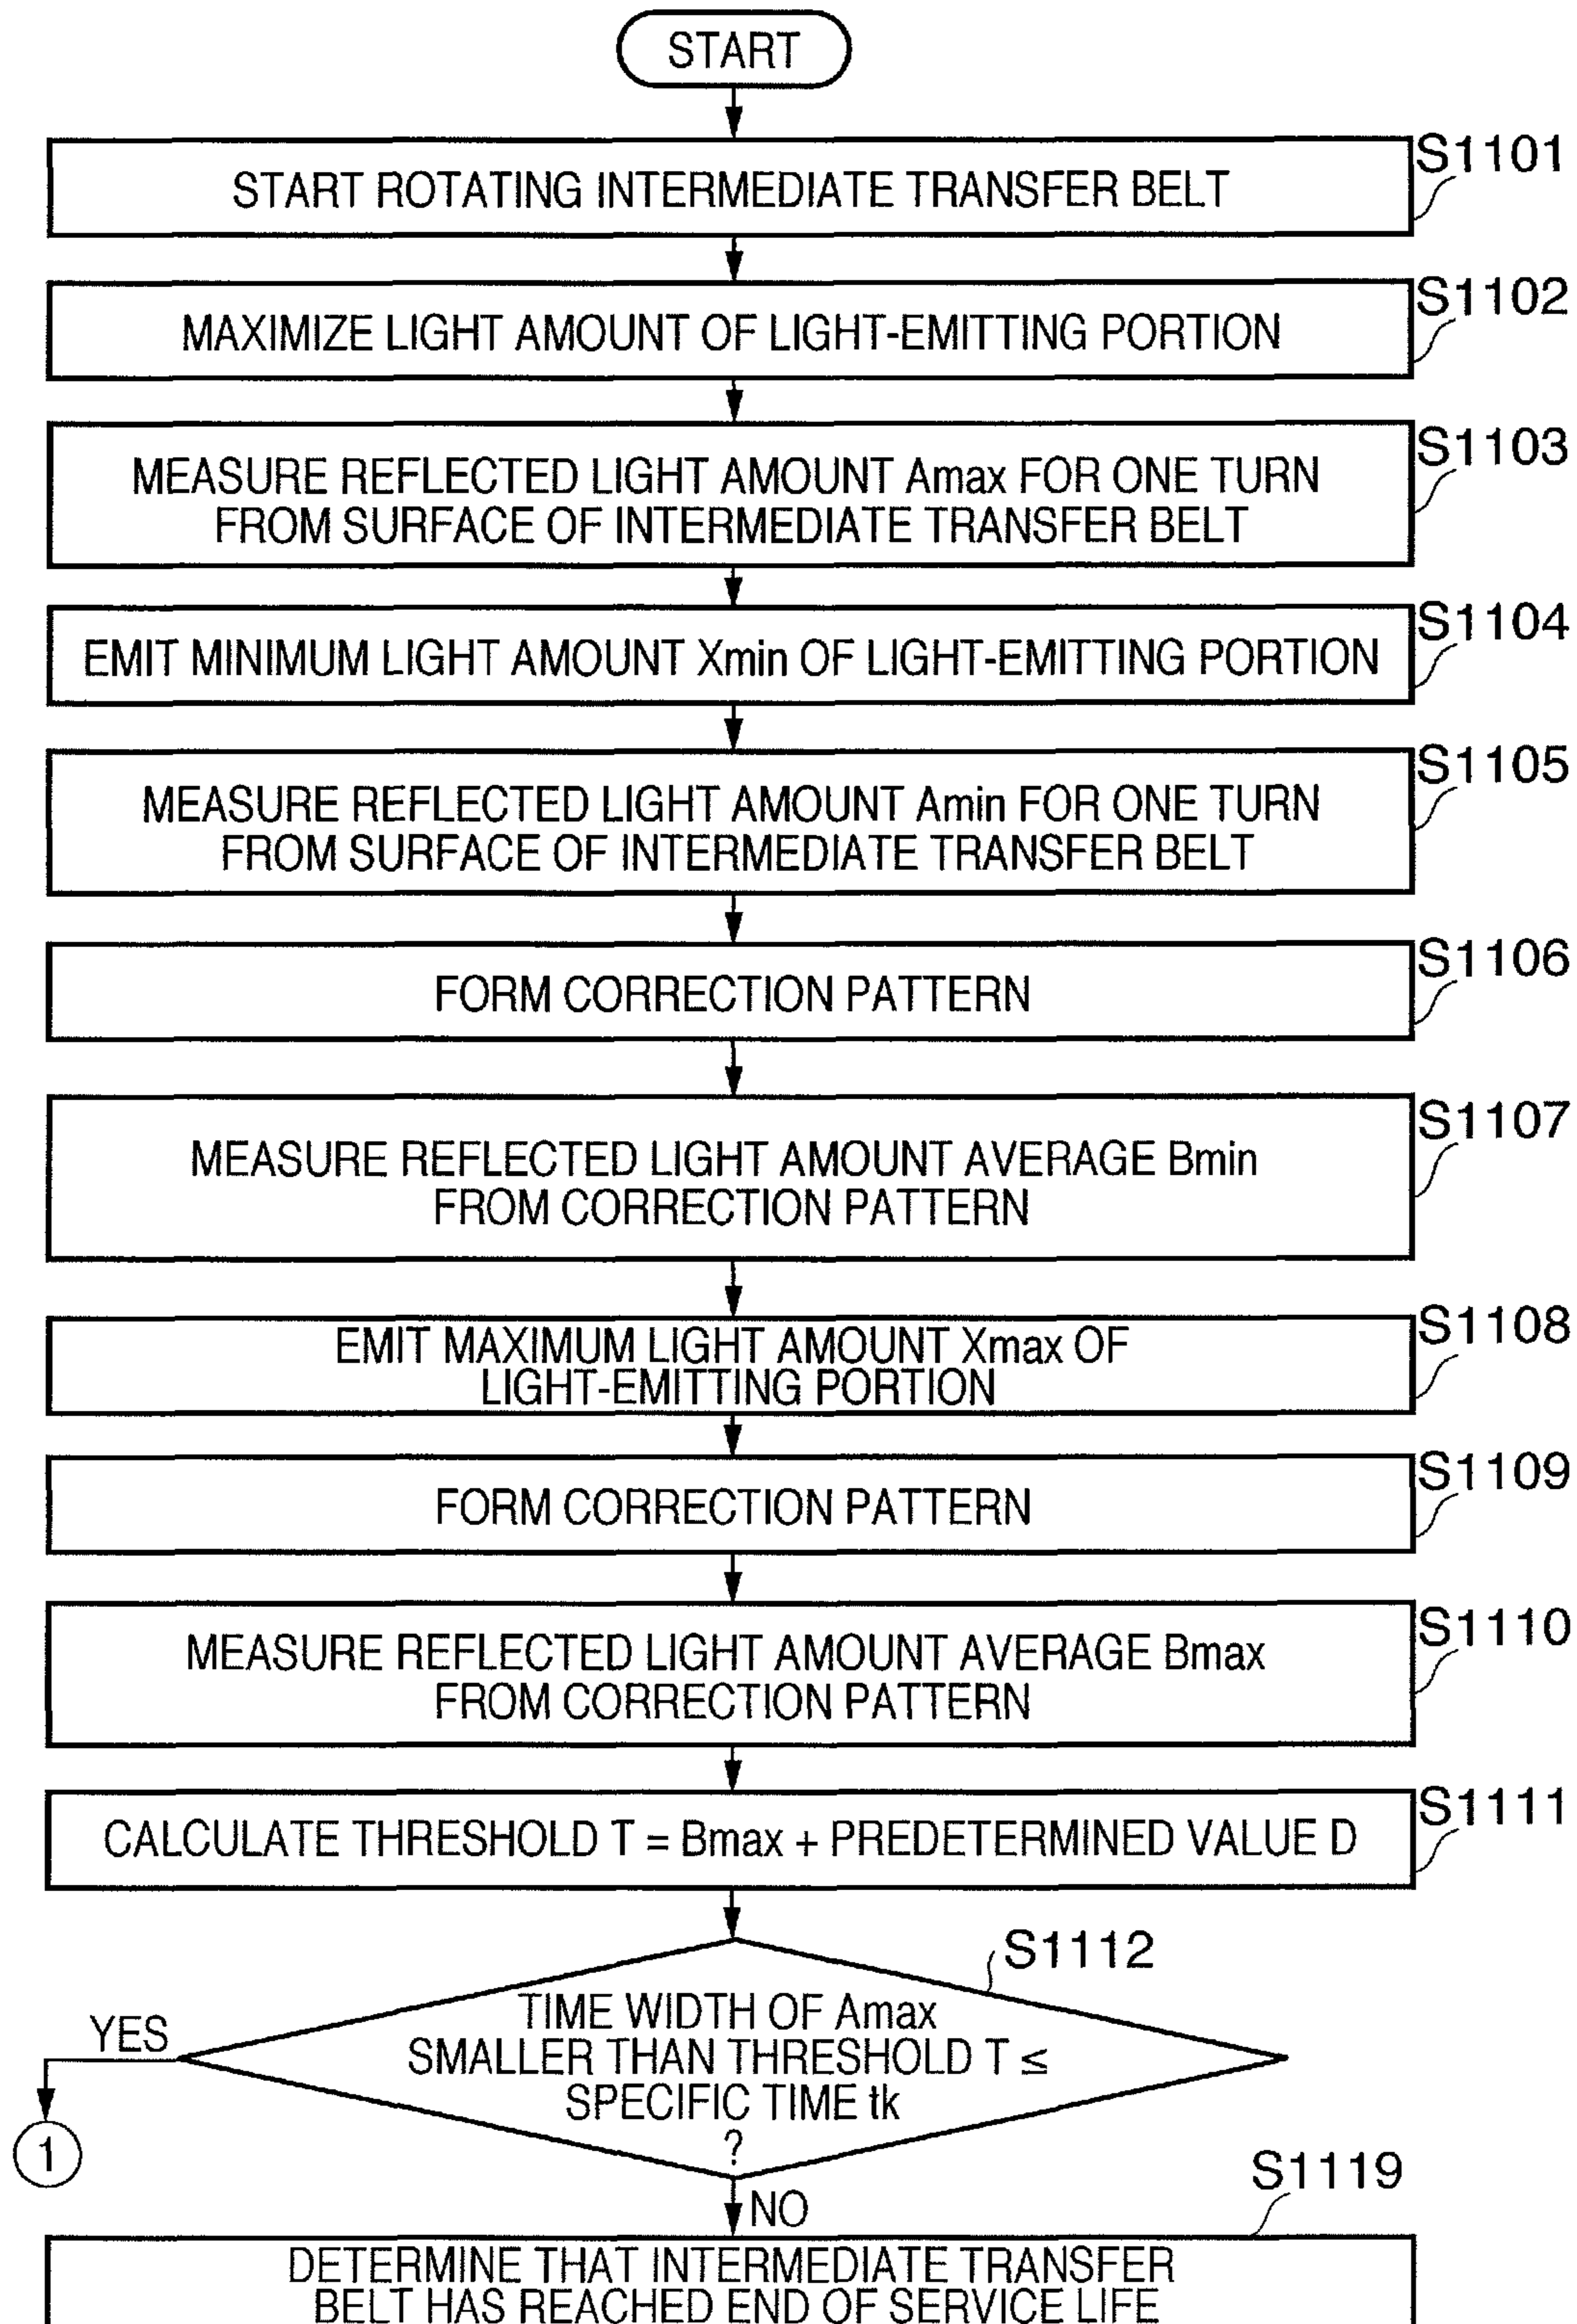 START
S1101
START ROTATING INTERMEDIATE TRANSFER BELT
S1102
MAXIMIZE LIGHT AMOUNT OF LIGHT-EMITTING PORTION
S1103
MEASURE REFLECTED LIGHT AMOUNT Amax FOR ONE TURN
FROM SURFACE OF INTERMEDIATE TRANSFER BELT
S1104
EMIT MINIMUM LIGHT AMOUNT Xmin OF LIGHT-EMITTING PORTION
S1105
MEASURE REFLECTED LIGHT AMOUNT Amin FOR ONE TURN
FROM SURFACE OF INTERMEDIATE TRANSFER BELT
S1106
FORM CORRECTION PATTERN
S1107
MEASURE REFLECTED LIGHT AMOUNT AVERAGE Bmin
FROM CORRECTION PATTERN
S1108
EMIT MAXIMUM LIGHT AMOUNT Xmax OF
LIGHT-EMITTING PORTION
S1109
FORM CORRECTION PATTERN
S1110
MEASURE REFLECTED LIGHT AMOUNT AVERAGE Bmax
FROM CORRECTION PATTERN
S1111
CALCULATE THRESHOLD T = Bmax + PREDETERMINED VALUE D
S1112
TIME WIDTH OF Amax
SMALLER THAN THRESHOLD T ≤
SPECIFIC TIME tk
?
YES
1
NO
S1119
DETERMINE THAT INTERMEDIATE TRANSFER
BELT HAS REACHED END OF SERVICE LIFE